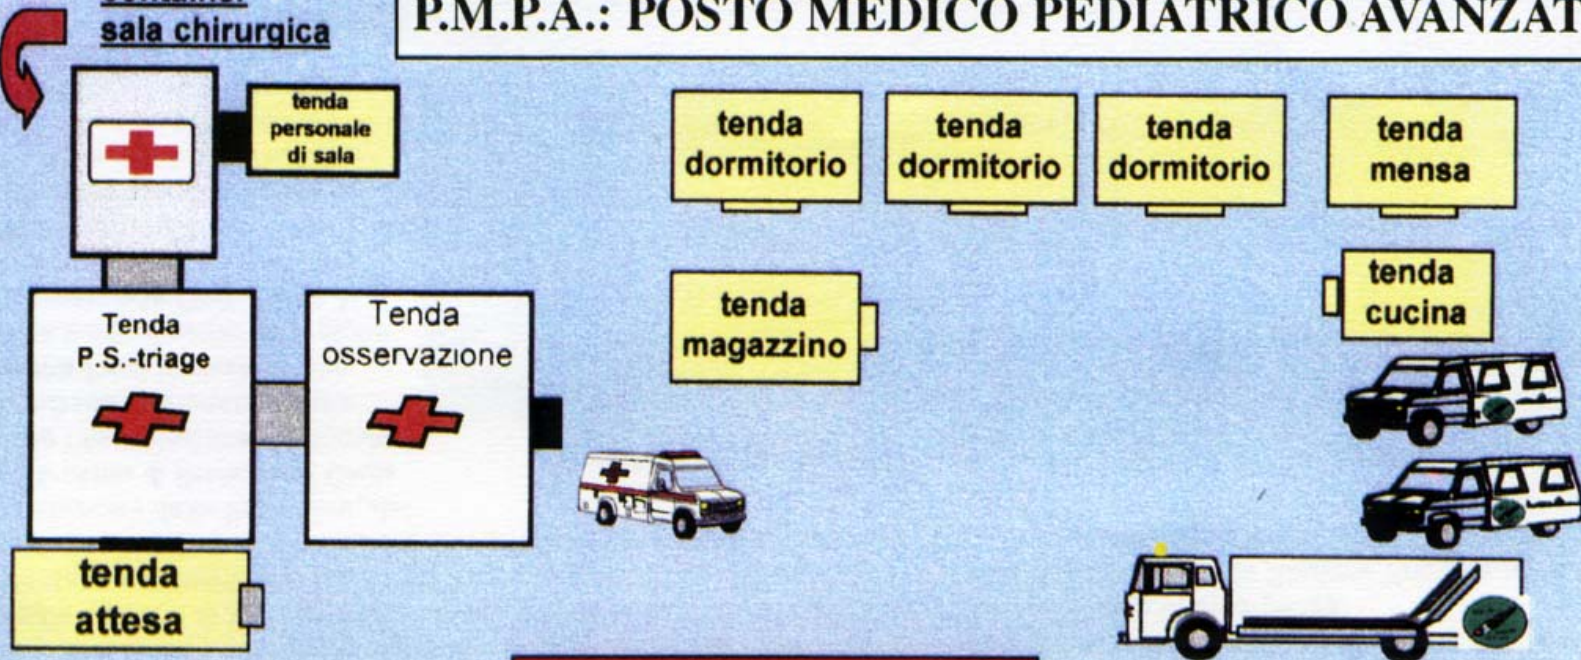 sala chirurgica
P.M.P.A.: POSTO MEDICO PEDIATRICO AVANZAT
tenda
personale
di sala
tenda
dormitorio
tenda
dormitorio
tenda
dormitorio
tenda
mensa
Tenda
P.S.-triage
Tenda
osservazione
tenda
magazzino
tenda
cucina
tenda
attesa